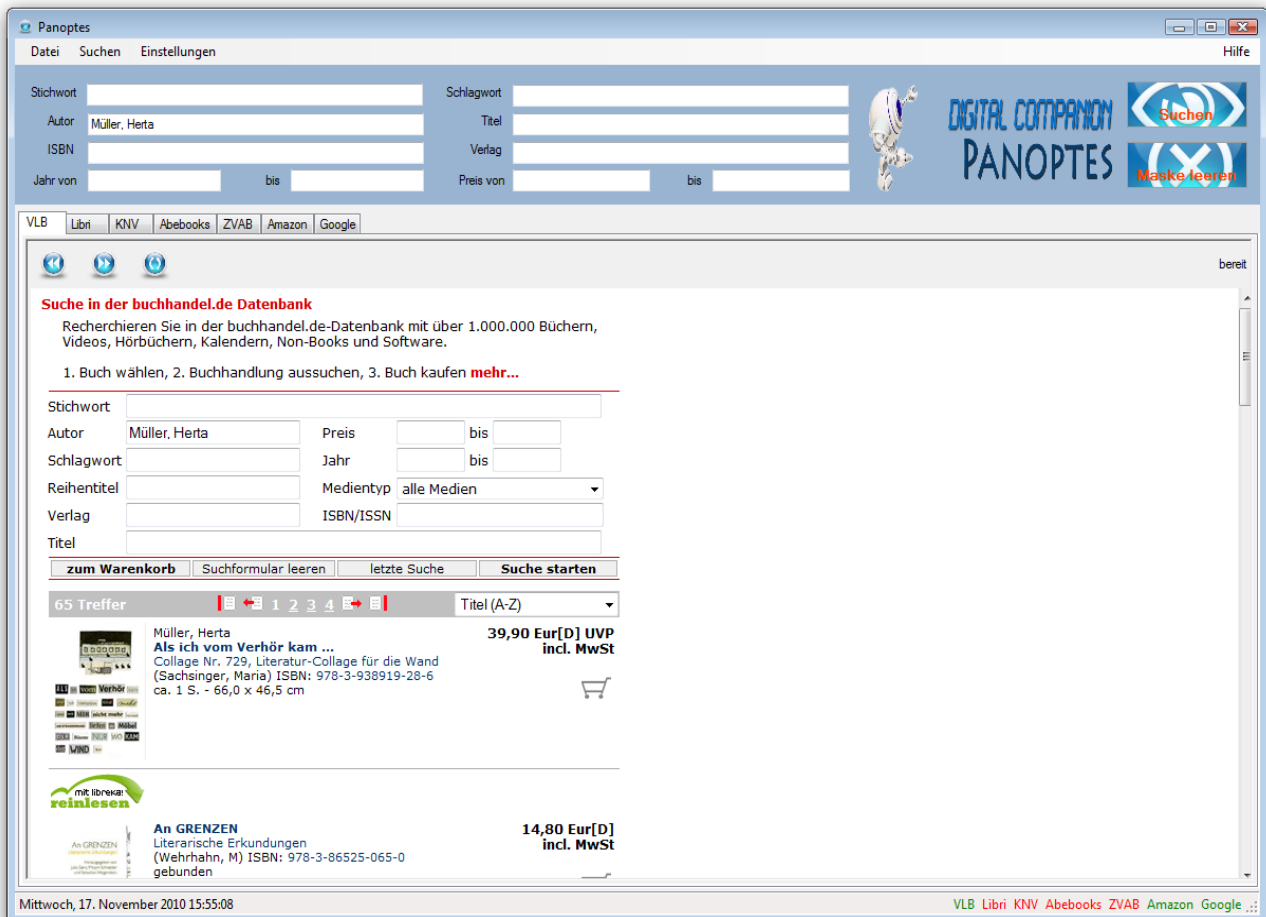 Panoptes
Datei Suchen Einstellungen Hilfe
Stichwort Schlagwort
Autor Müller, Herta Titel
ISBN Verlag
Jahr von bis Preis von bis
DIGITAL COMPANION
PANOPTES
Suchen
Maske leeren
VLB Libri KNV Abebooks ZVAB Amazon Google
bereit
Suche in der buchhandel.de Datenbank
Recherchieren Sie in der buchhandel.de-Datenbank mit über 1.000.000 Büchern,
Videos, Hörbüchern, Kalendern, Non-Books und Software.
1. Buch wählen, 2. Buchhandlung aussuchen, 3. Buch kaufen mehr...
Stichwort
Autor Müller, Herta Preis bis
Schlagwort Jahr bis
Reihentitel Medientyp alle Medien
Verlag ISBN/ISSN
Titel
zum Warenkorb Suchformular leeren letzte Suche Suche starten
65 Treffer 1 2 3 4 Titel (A-Z)
Müller, Herta 39,90 Eur[D] UVP
Als ich vom Verhör kam ... incl. MwSt
Collage Nr. 729, Literatur-Collage für die Wand
(Sachsinger, Maria) ISBN: 978-3-938919-28-6
ca. 1 S. - 66,0 x 46,5 cm
vom Verhör
nicht mehr
Möbel
NUR WO KAM
WIND
mit libreka!
reinlesen
An GRENZEN 14,80 Eur[D]
Literarische Erkundungen incl. MwSt
(Wehrhahn, M) ISBN: 978-3-86525-065-0
gebunden
An GRENZEN
Mittwoch, 17. November 2010 15:55:08 VLB Libri KNV Abebooks ZVAB Amazon Google